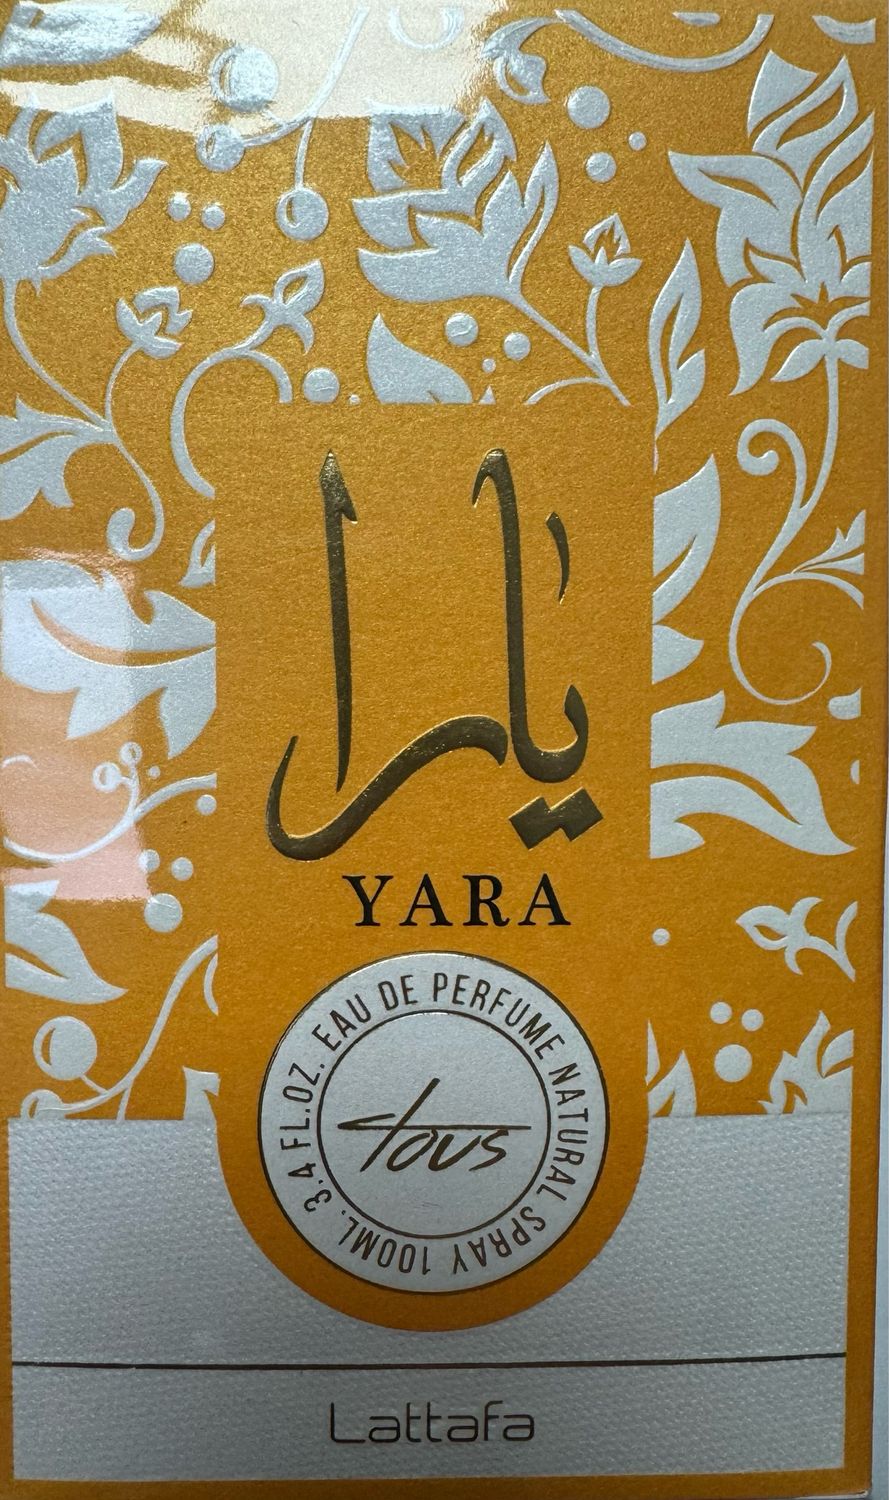 يارا
YARA
3.4 FL.OZ. EAU DE PERFUME NATURAL SPRAY 100ML.
tous
Lattafa